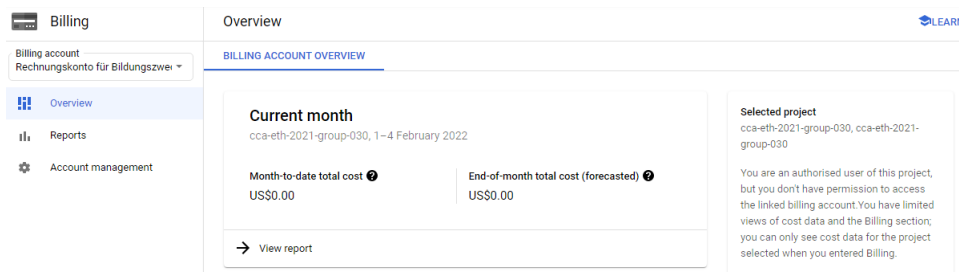 Billing
Overview
LEARN
Billing account
Rechnungskonto für Bildungszwe
BILLING ACCOUNT OVERVIEW
Overview
Reports
Account management
Current month
cca-eth-2021-group-030, 1–4 February 2022
Month-to-date total cost ?
US$0.00
End-of-month total cost (forecasted) ?
US$0.00
View report
Selected project
cca-eth-2021-group-030, cca-eth-2021-
group-030
You are an authorised user of this project,
but you don't have permission to access
the linked billing account.You have limited
views of cost data and the Billing section;
you can only see cost data for the project
selected when you entered Billing.